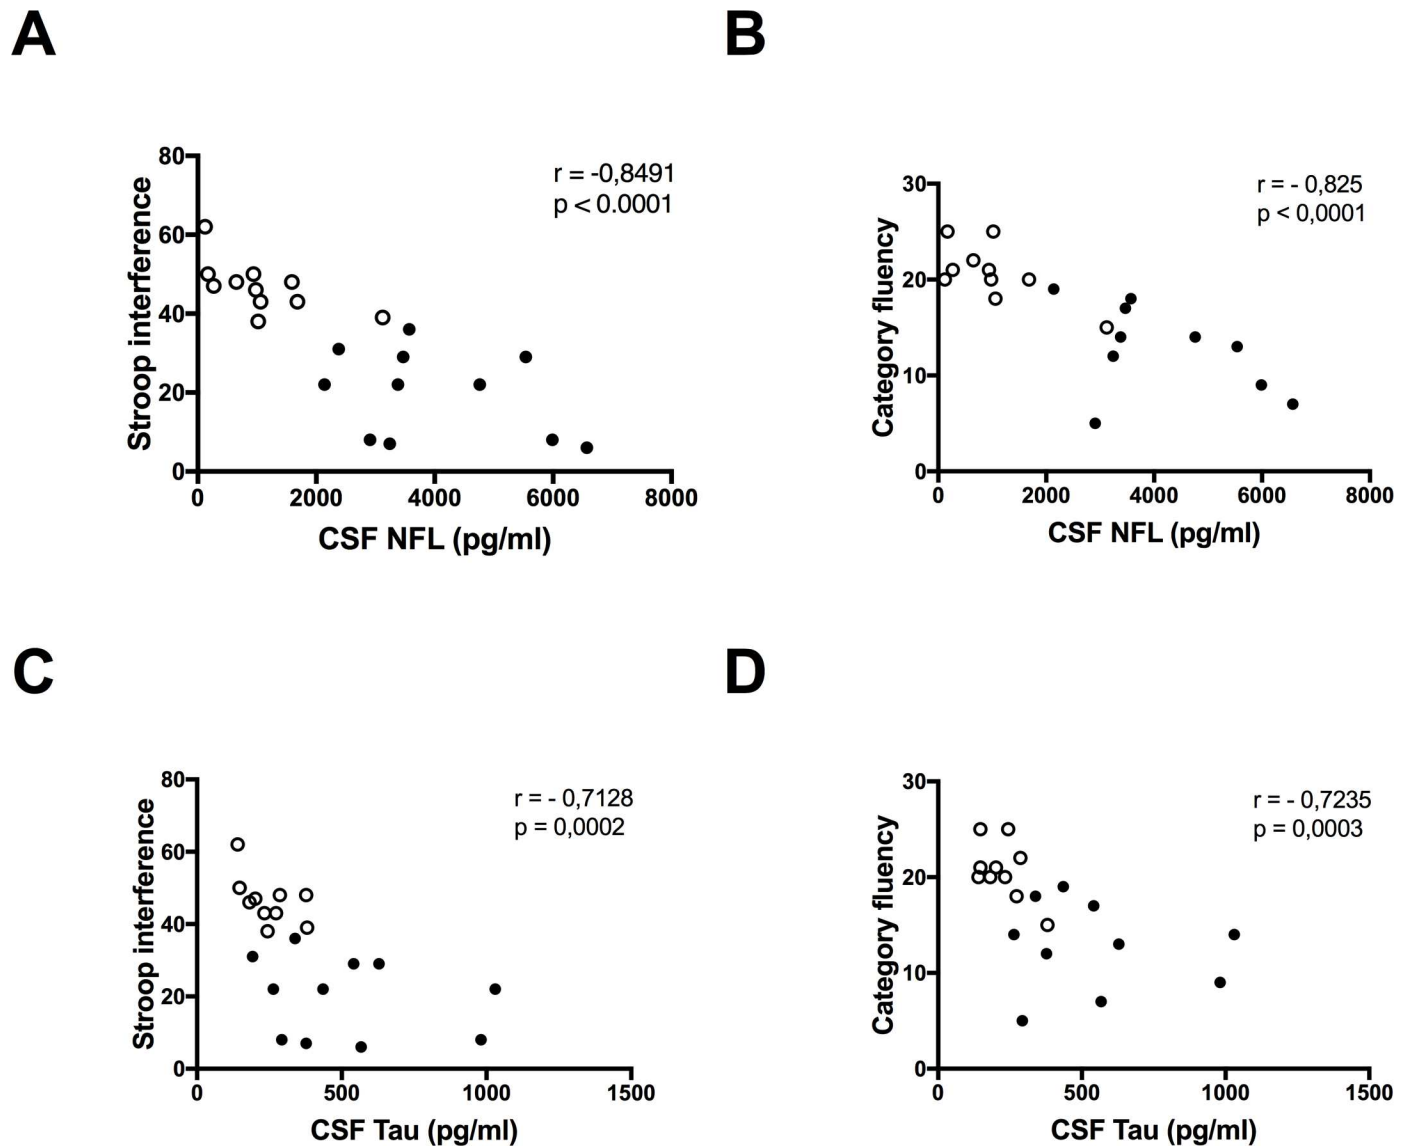 A
B
80
60
40
20
0
Stroop interference
r = -0,8491
p < 0.0001
0 2000 4000 6000 8000
CSF NFL (pg/ml)
30
20
10
0
Category fluency
r = - 0,825
p < 0,0001
0 2000 4000 6000 8000
CSF NFL (pg/ml)
C
D
80
60
40
20
0
Stroop interference
r = - 0,7128
p = 0,0002
0 500 1000 1500
CSF Tau (pg/ml)
30
20
10
0
Category fluency
r = - 0,7235
p = 0,0003
0 500 1000 1500
CSF Tau (pg/ml)